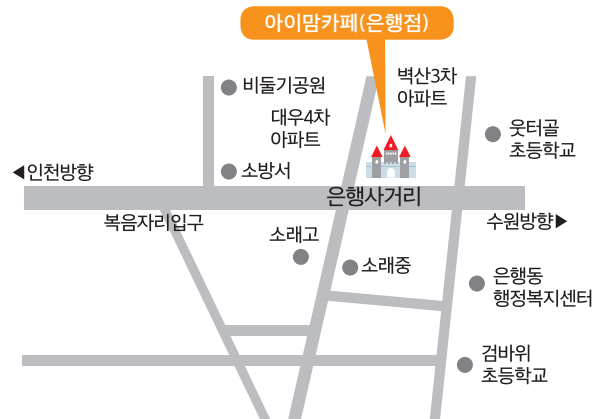 아이맘카페(은행점)
벽산3차
아파트
비둘기공원
대우4차
아파트
웃터골
초등학교
◀인천방향
소방서
은행사거리
복음자리입구
수원방향▶
소래고
소래중
은행동
행정복지센터
검바위
초등학교